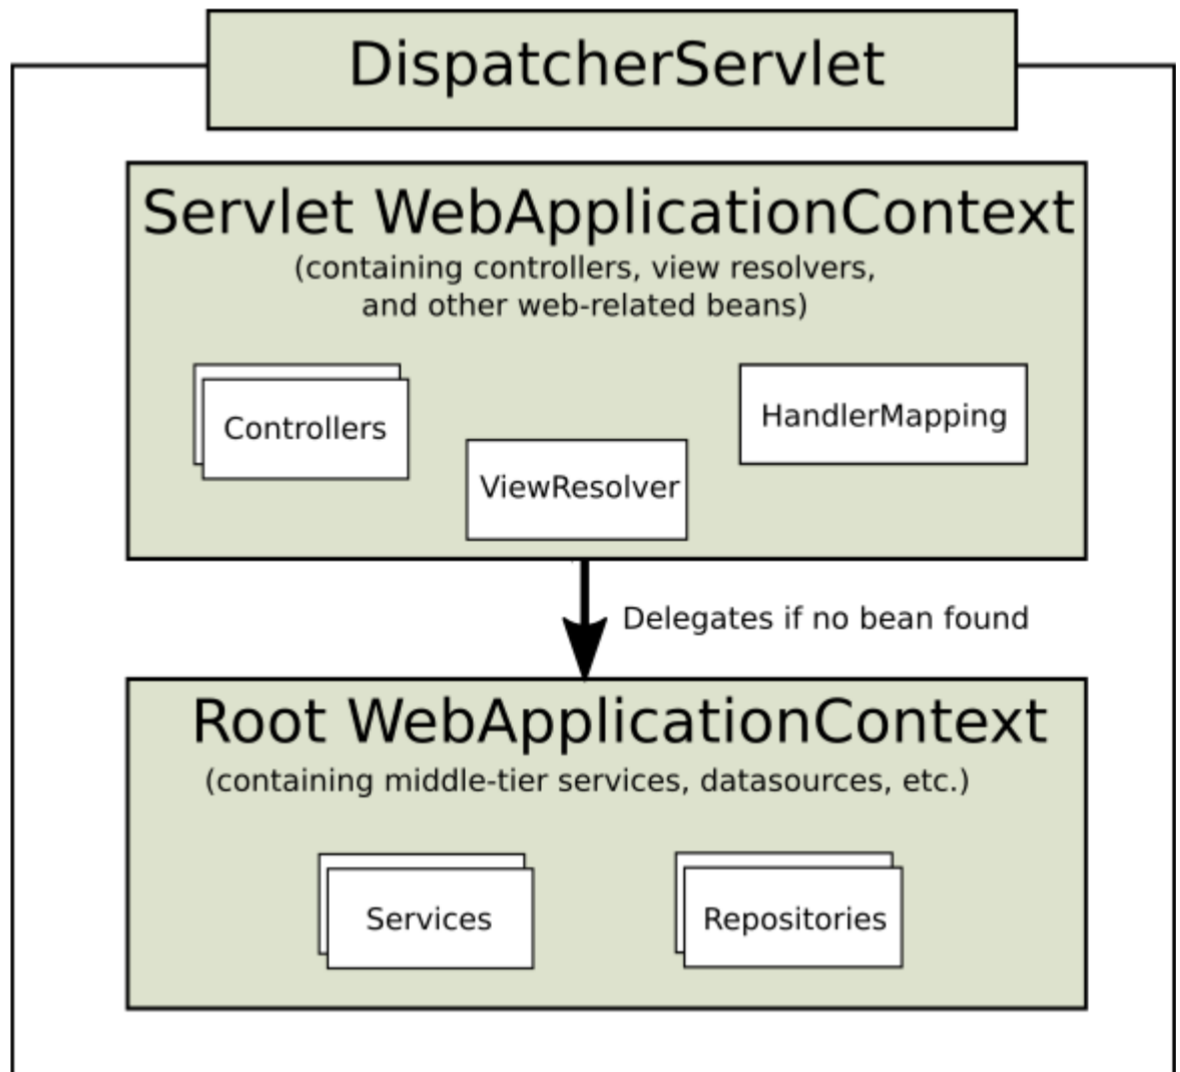 DispatcherServlet
Servlet WebApplicationContext
(containing controllers, view resolvers,
and other web-related beans)
Controllers
HandlerMapping
ViewResolver
Delegates if no bean found
Root WebApplicationContext
(containing middle-tier services, datasources, etc.)
Services
Repositories